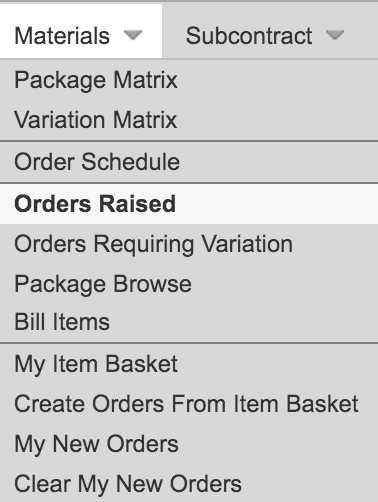 Materials Subcontract
Package Matrix
Variation Matrix
Order Schedule
Orders Raised
Orders Requiring Variation
Package Browse
Bill Items
My Item Basket
Create Orders From Item Basket
My New Orders
Clear My New Orders